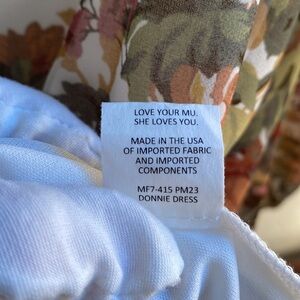 LOVE YOUR MU.
SHE LOVES YOU.
MADE IN THE USA
OF IMPORTED FABRIC
AND IMPORTED
COMPONENTS
MF7-415 PM23
DONNIE DRESS